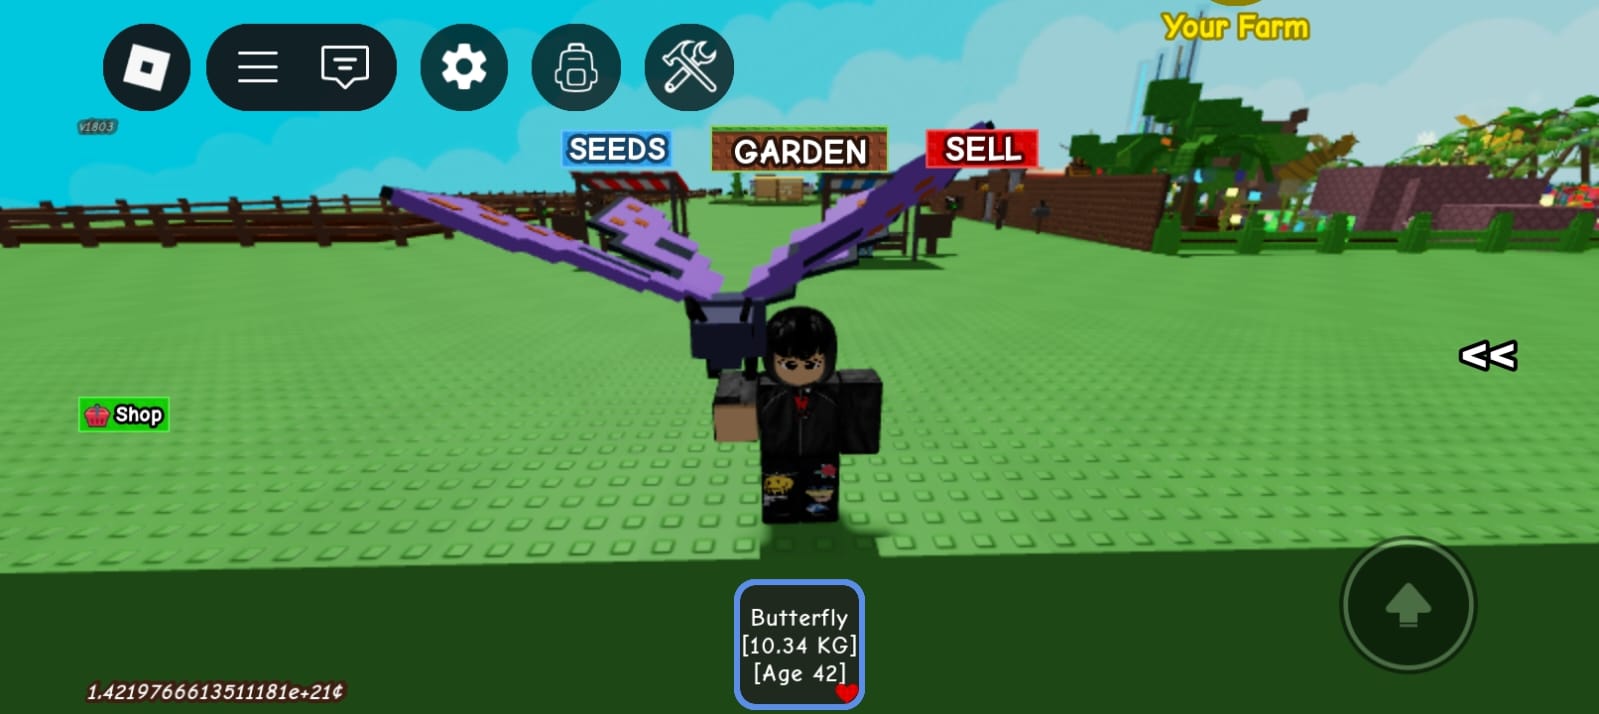 Your Farm
v1803
SEEDS
GARDEN
SELL
<<
Shop
Butterfly
[10.34 KG]
[Age 42]
1.4219766613511181e+21¢